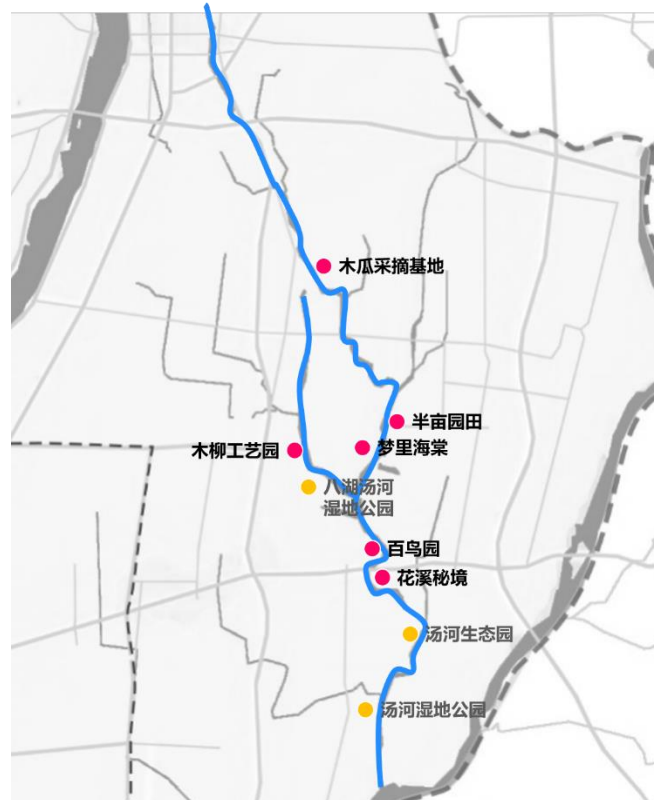 木瓜采摘基地
半亩园田
梦里海棠
木柳工艺园
八湖汤河
湿地公园
百鸟园
花溪秘境
汤河生态园
汤河湿地公园